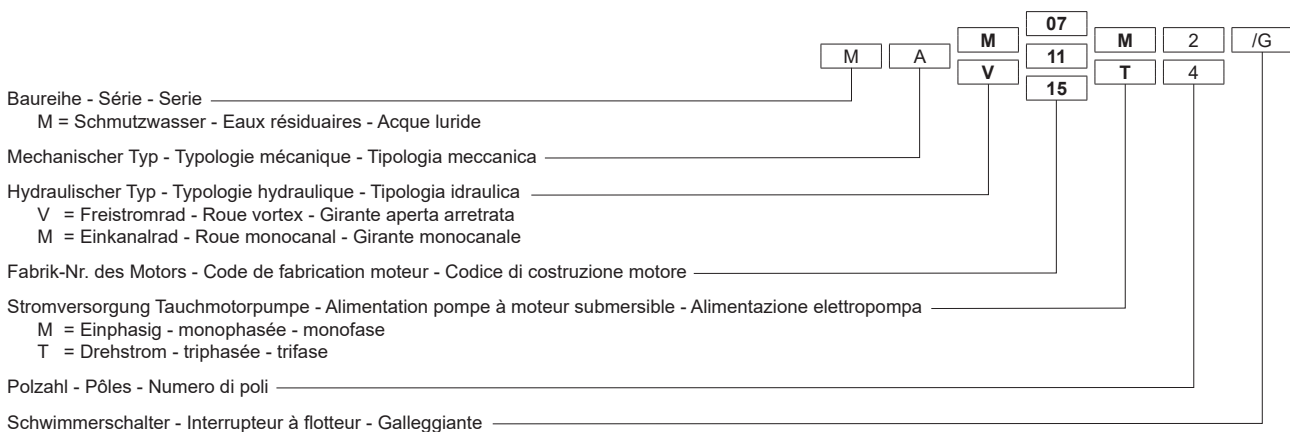 07
M M 2 /G
M A 11
V T 4
15
Baureihe - Série - Serie
M = Schmutzwasser - Eaux résiduaires - Acque luride
Mechanischer Typ - Typologie mécanique - Tipologia meccanica
Hydraulischer Typ - Typologie hydraulique - Tipologia idraulica
V = Freistromrad - Roue vortex - Girante aperta arretrata
M = Einkanalrad - Roue monocanal - Girante monocanale
Fabrik-Nr. des Motors - Code de fabrication moteur - Codice di costruzione motore
Stromversorgung Tauchmotorpumpe - Alimentation pompe à moteur submersible - Alimentazione elettropompa
M = Einphasig - monophasée - monofase
T = Drehstrom - triphasée - trifase
Polzahl - Pôles - Numero di poli
Schwimmerschalter - Interrupteur à flotteur - Galleggiante